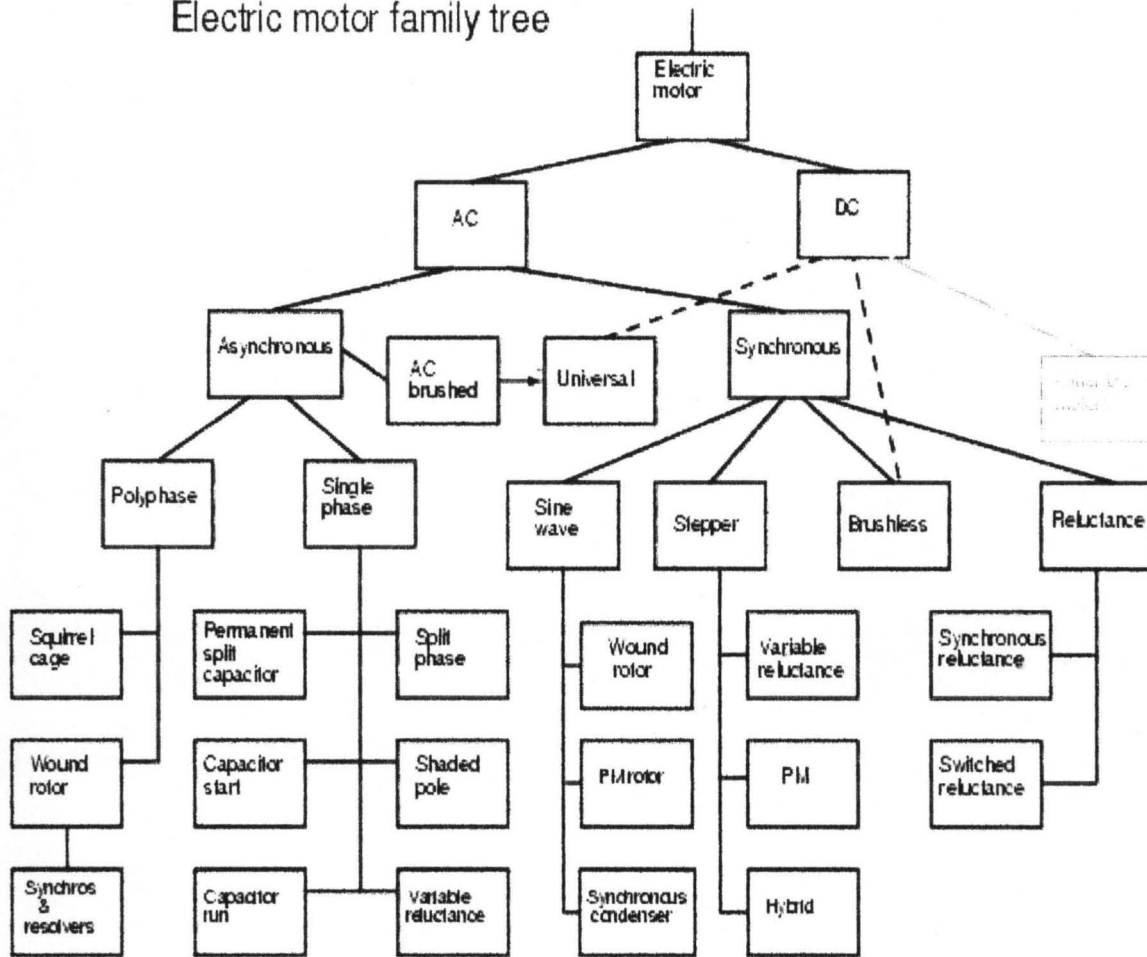 Electric motor family tree
Electric
motor
AC
DC
Asynchronous
AC
brushed
Universal
Synchronous
Polyphase
Single
phase
Sine
wave
Stepper
Brushless
Reluctance
Squirrel
cage
Permanent
split
capacitor
Split
phase
Wound
rotor
Variable
reluctance
Synchronous
reluctance
Wound
rotor
Capacitor
start
Shaded
pole
PM rotor
PM
Switched
reluctance
Synchros
&
resolvers
Capacitor
run
Variable
reluctance
Synchronous
condenser
Hybrid